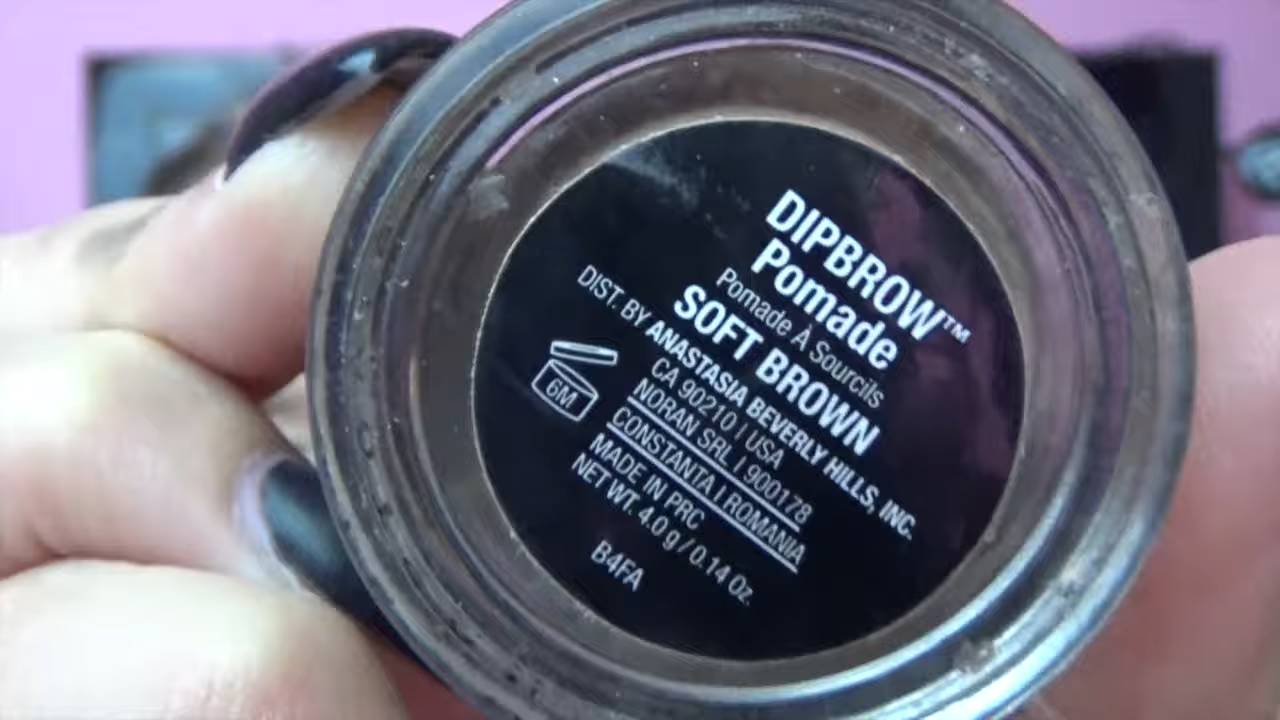 DIPBROW™
Pomade
Pomade À Sourcils
SOFT BROWN
DIST. BY ANASTASIA BEVERLY HILLS, INC.
CA 90210 | USA
NORAN SRL | 900178
CONSTANTA | ROMANIA
MADE IN PRC
NET WT. 4.0 g / 0.14 Oz.
B4FA
6M